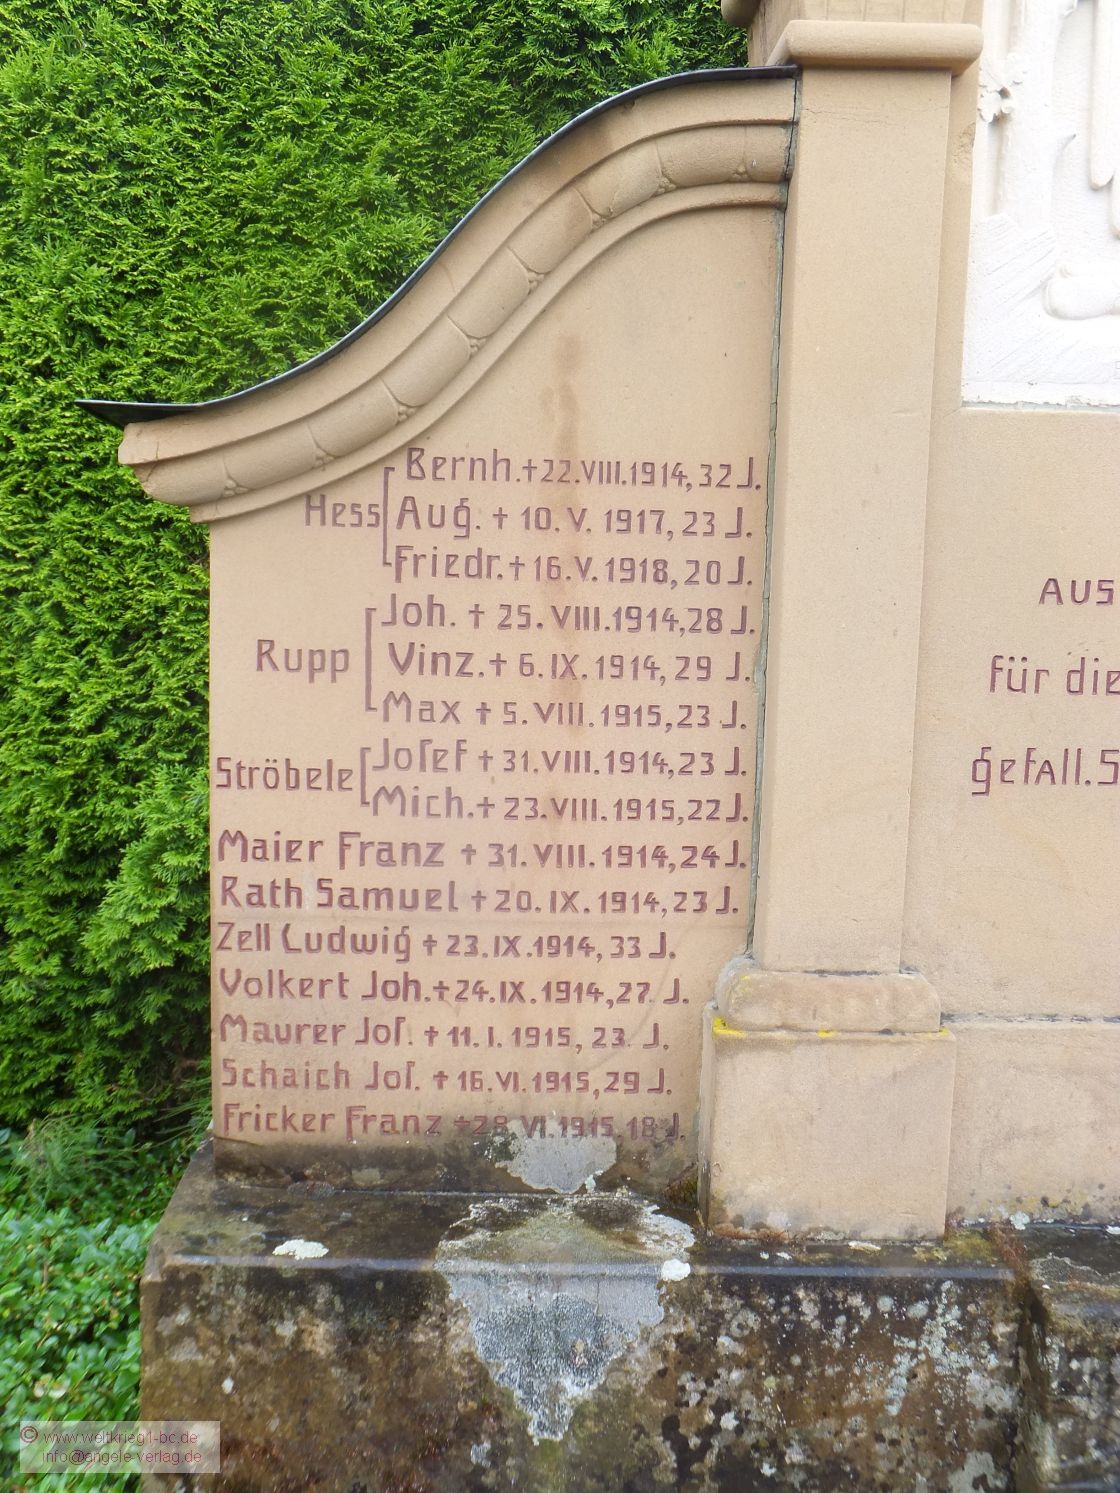 Hess
Bernh. † 22.VIII.1914, 32 J.
Aug. † 10.V.1917, 23 J.
Friedr. † 16.V.1918, 20 J.
Rupp
Joh. † 25.VIII.1914, 28 J.
Vinz. † 6.IX.1914, 29 J.
Max † 5.VIII.1915, 23 J.
Ströbele
Joſef † 31.VIII.1914, 23 J.
Mich. † 23.VIII.1915, 22 J.
Maier Franz † 31.VIII.1914, 24 J.
Rath Samuel † 20.IX.1914, 23 J.
Zell Ludwig † 23.IX.1914, 33 J.
Volkert Joh. † 24.IX.1914, 27 J.
Maurer Joſ. † 11.I.1915, 23 J.
Schaich Joſ. † 16.VI.1915, 29 J.
Fricker Franz † 28 VI.1915 18 J.
Aus
für die
gefall. S
© www.weltkrieg1-bc.de
info@angele-verlag.de